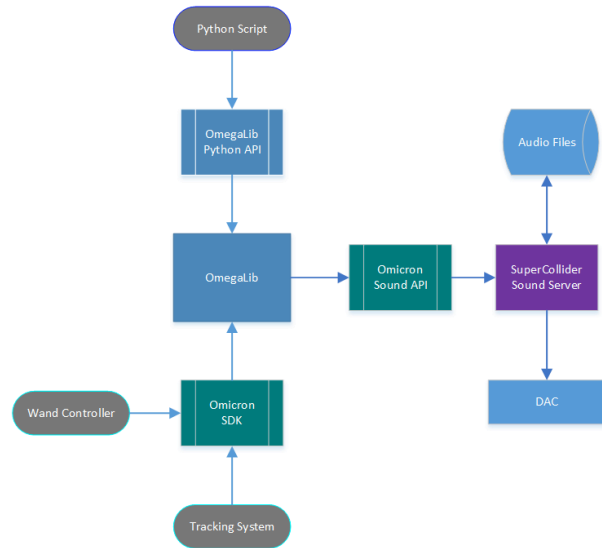 Python Script
OmegaLib
Python API
Audio Files
OmegaLib
Omicron
Sound API
SuperCollider
Sound Server
Wand Controller
Omicron
SDK
DAC
Tracking System